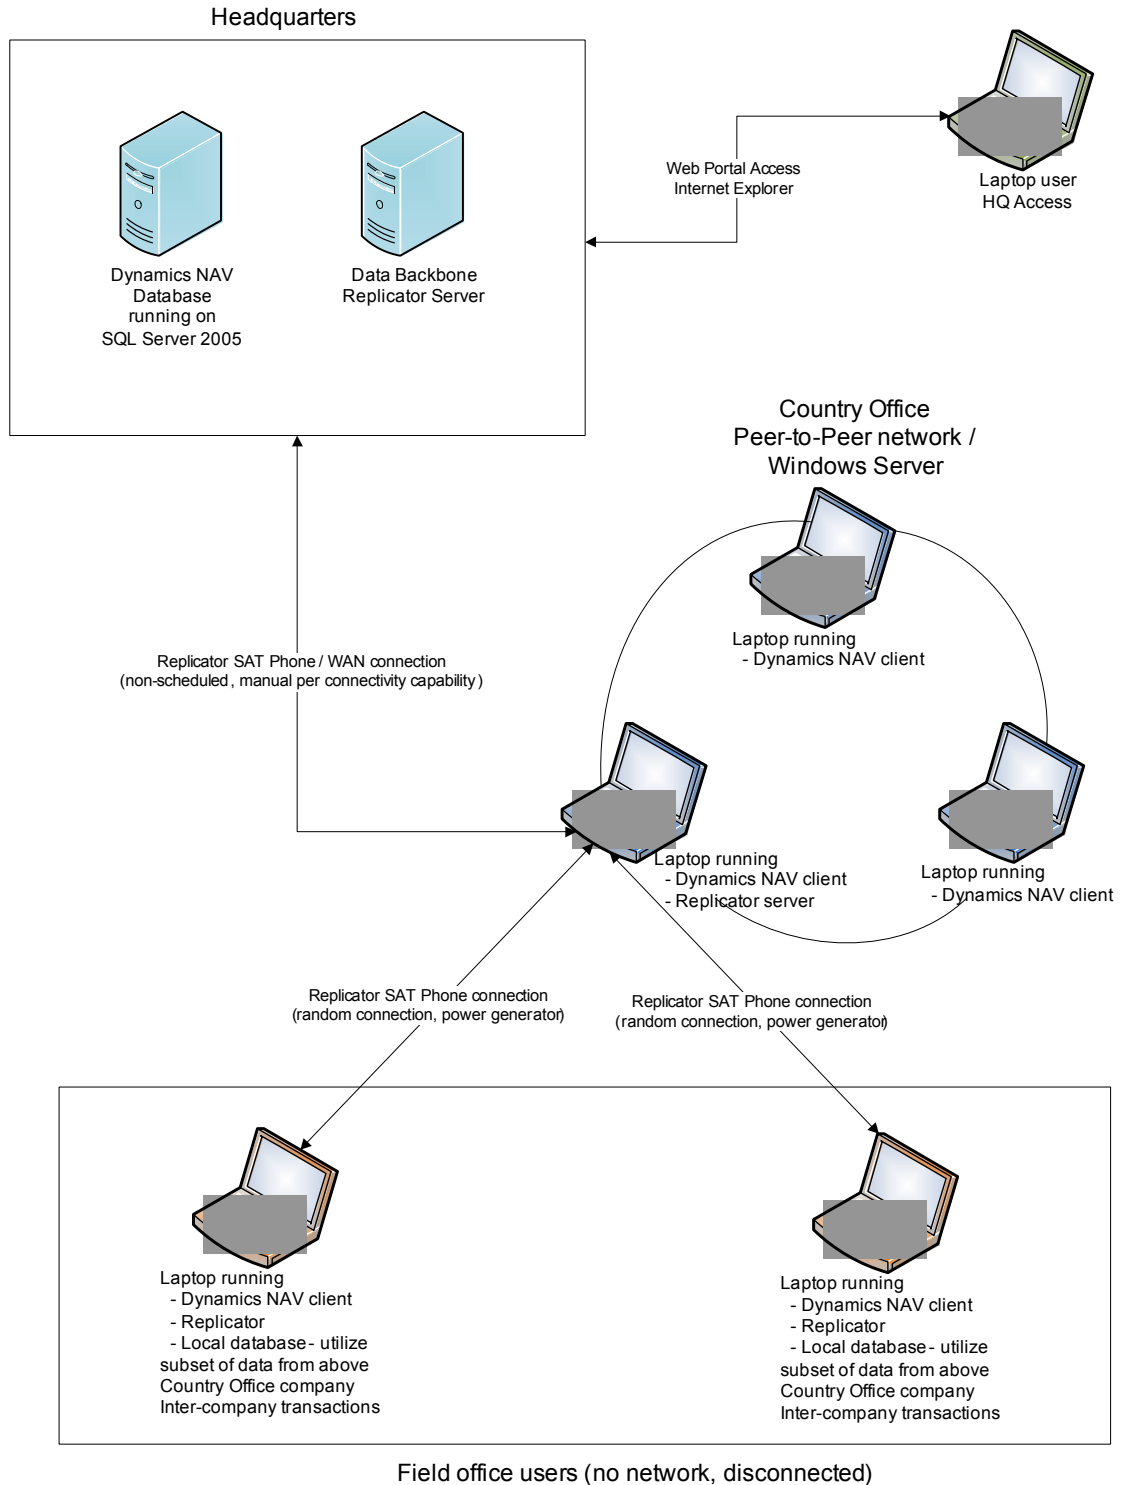 Headquarters
Dynamics NAV
Database
running on
SQL Server 2005
Data Backbone
Replicator Server
Web Portal Access
Internet Explorer
Laptop user
HQ Access
Country Office
Peer-to-Peer network /
Windows Server
Laptop running
- Dynamics NAV client
Replicator SAT Phone / WAN connection
(non-scheduled, manual per connectivity capability)
Laptop running
- Dynamics NAV client
- Replicator server
Laptop running
- Dynamics NAV client
Replicator SAT Phone connection
(random connection, power generator)
Replicator SAT Phone connection
(random connection, power generator)
Laptop running
- Dynamics NAV client
- Replicator
- Local database - utilize
subset of data from above
Country Office company
Inter-company transactions
Laptop running
- Dynamics NAV client
- Replicator
- Local database - utilize
subset of data from above
Country Office company
Inter-company transactions
Field office users (no network, disconnected)